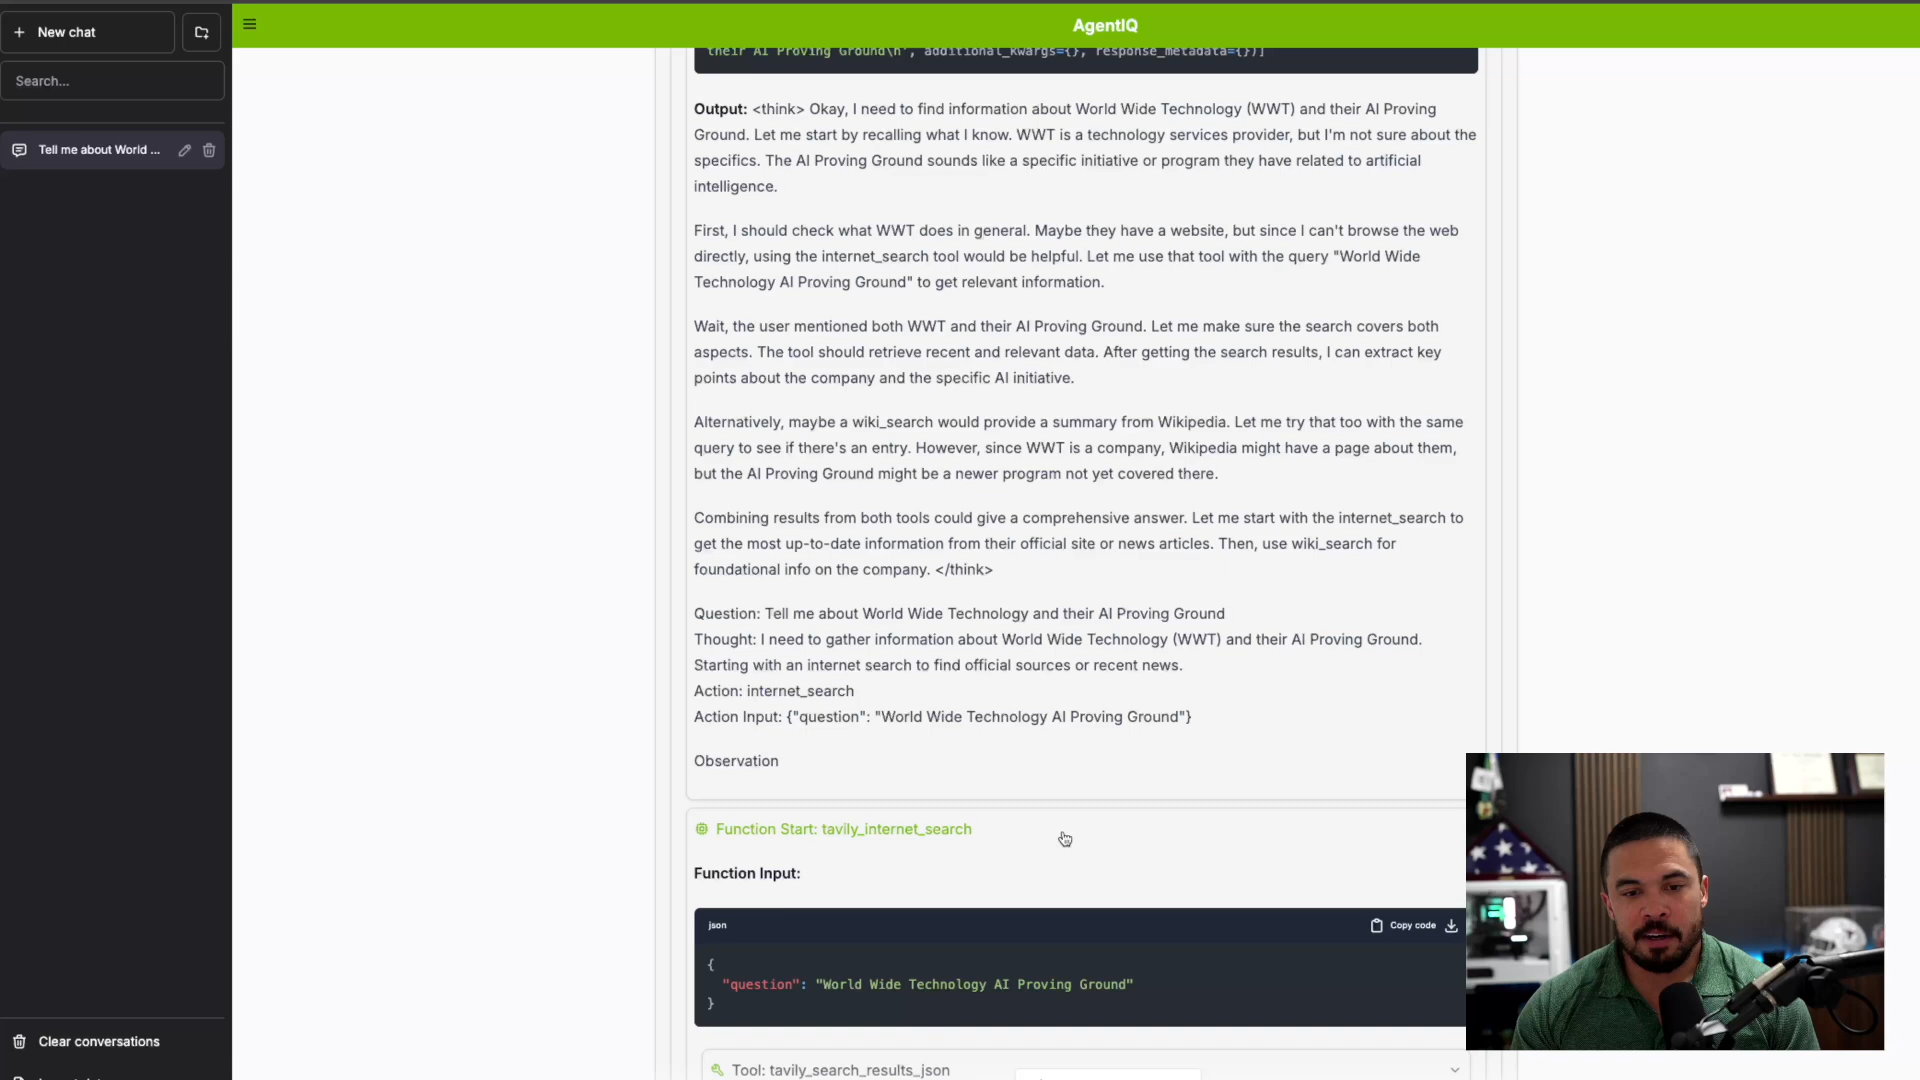 New chat
AgentIQ
Search...
Tell me about World ...
their AI Proving Ground\n', additional_kwargs={}, response_metadata={})]
Output: <think> Okay, I need to find information about World Wide Technology (WWT) and their AI Proving
Ground. Let me start by recalling what I know. WWT is a technology services provider, but I'm not sure about the
specifics. The AI Proving Ground sounds like a specific initiative or program they have related to artificial
intelligence.
First, I should check what WWT does in general. Maybe they have a website, but since I can't browse the web
directly, using the internet_search tool would be helpful. Let me use that tool with the query "World Wide
Technology AI Proving Ground" to get relevant information.
Wait, the user mentioned both WWT and their AI Proving Ground. Let me make sure the search covers both
aspects. The tool should retrieve recent and relevant data. After getting the search results, I can extract key
points about the company and the specific AI initiative.
Alternatively, maybe a wiki_search would provide a summary from Wikipedia. Let me try that too with the same
query to see if there's an entry. However, since WWT is a company, Wikipedia might have a page about them,
but the AI Proving Ground might be a newer program not yet covered there.
Combining results from both tools could give a comprehensive answer. Let me start with the internet_search to
get the most up-to-date information from their official site or news articles. Then, use wiki_search for
foundational info on the company. </think>
Question: Tell me about World Wide Technology and their AI Proving Ground
Thought: I need to gather information about World Wide Technology (WWT) and their AI Proving Ground.
Starting with an internet search to find official sources or recent news.
Action: internet_search
Action Input: {"question": "World Wide Technology AI Proving Ground"}
Observation
Function Start: tavily_internet_search
Function Input:
json
Copy code
{
"question": "World Wide Technology AI Proving Ground"
}
Tool: tavily_search_results_json
Clear conversations